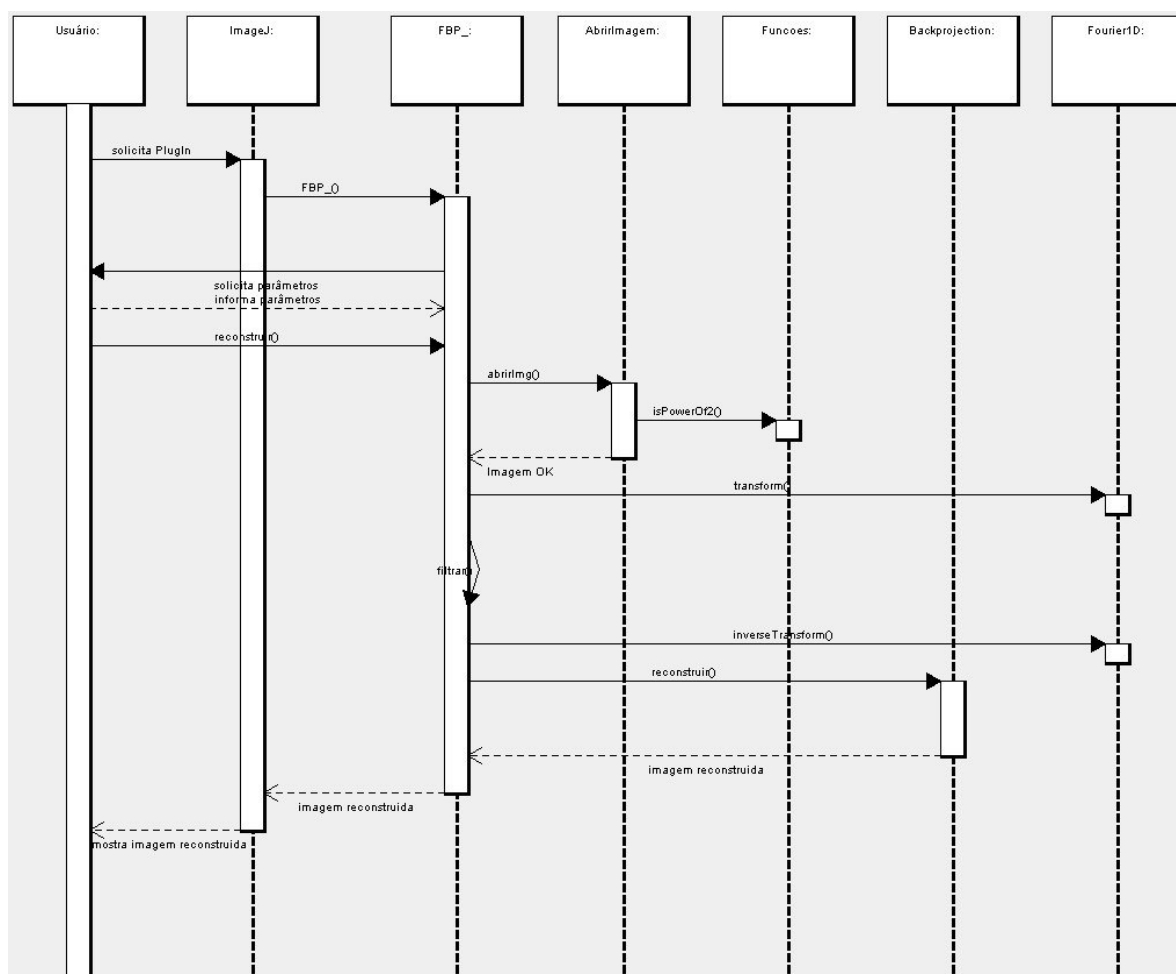 Usuário:
ImageJ:
FBP_:
AbrirImagem:
Funcoes:
Backprojection:
Fourier1D:
solicita PlugIn
FBP_()
solicita parâmetros
informa parâmetros
reconstruir()
abrirImg()
isPowerOf2()
Imagem OK
transform()
filtrar()
inverseTransform()
reconstruir()
imagem reconstruida
imagem reconstruida
mostra imagem reconstruida